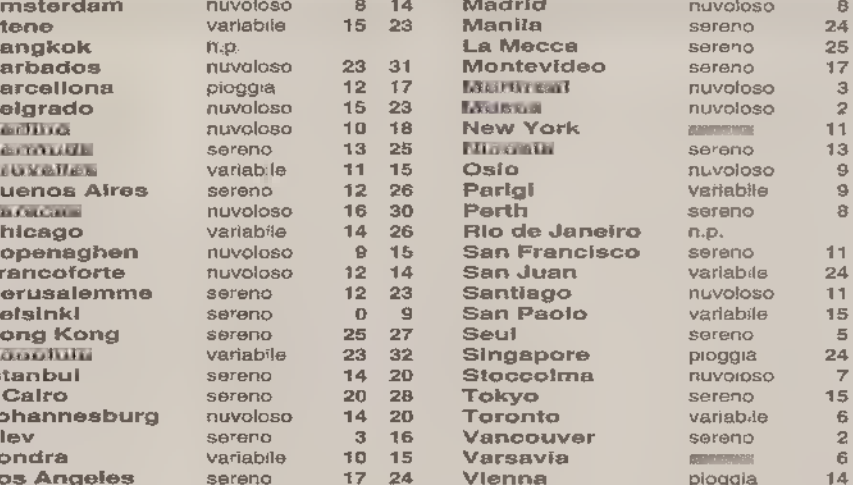 msterdam nuvoloso 8 14
tene variabile 15 23
angkok n.p.
arbados nuvoloso 23 31
arcellona pioggia 12 17
elgrado nuvoloso 15 23
nuvoloso 10 18
sereno 13 25
variabile 11 15
uenos Aires sereno 12 26
nuvoloso 16 30
hicago variabile 14 26
openaghen nuvoloso 9 15
rancoforte nuvoloso 12 14
erusalemme sereno 12 23
elsinki sereno 0 9
ong Kong sereno 25 27
variabile 23 32
stanbul sereno 14 20
Cairo sereno 20 28
ohannesburg nuvoloso 14 20
iev sereno 3 16
ondra variabile 10 15
os Angeles sereno 17 24
Madrid nuvoloso 8
Manila sereno 24
La Mecca sereno 25
Montevideo sereno 17
nuvoloso 3
nuvoloso 2
New York 11
sereno 13
Oslo nuvoloso 9
Parigi variabile 9
Perth sereno 8
Rio de Janeiro n.p.
San Francisco sereno 11
San Juan variabile 24
Santiago nuvoloso 11
San Paolo variabile 15
Seul sereno 5
Singapore pioggia 24
Stoccolma nuvoloso 7
Tokyo sereno 15
Toronto variabile 6
Vancouver sereno 2
Varsavia 6
Vienna pioggia 14